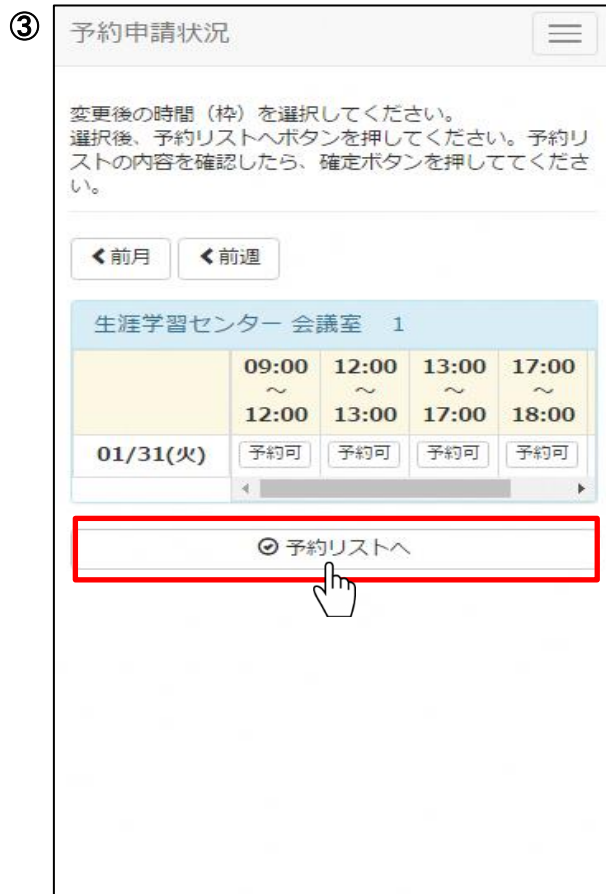 ③
予約申請状況
変更後の時間（枠）を選択してください。
選択後、予約リストへボタンを押してください。予約リ
ストの内容を確認したら、確定ボタンを押しててくださ
い。
前月 前週
生涯学習センター 会議室 1
09:00 12:00 13:00 17:00
～ ～ ～ ～
12:00 13:00 17:00 18:00
01/31(火) 予約可 予約可 予約可 予約可
予約リストへ